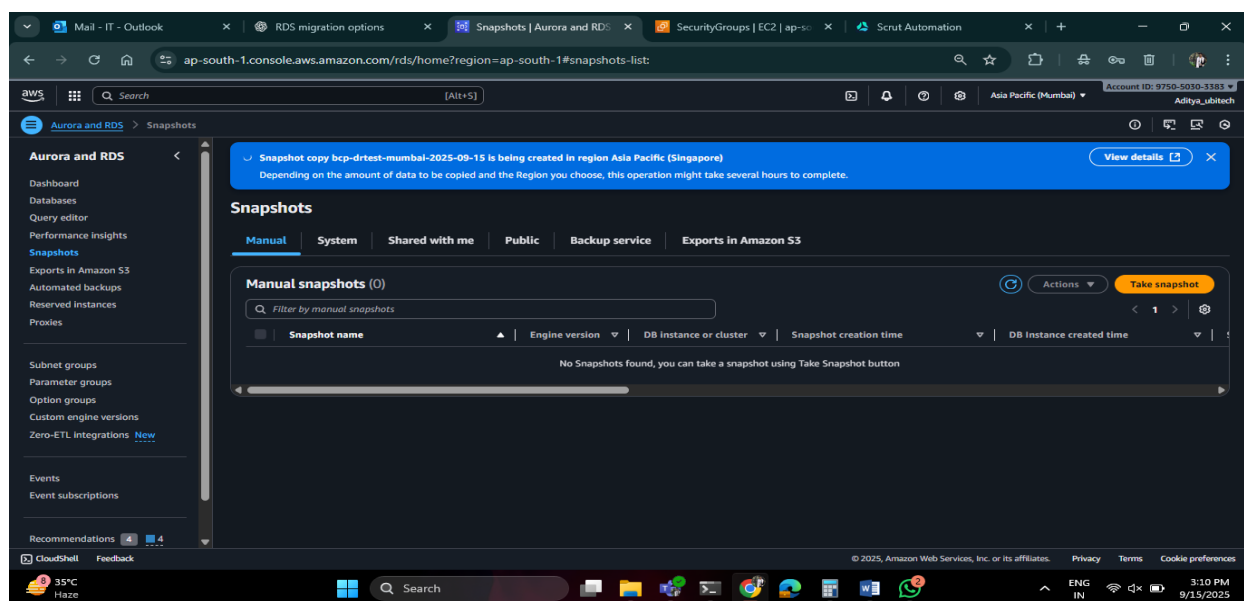 Mail - IT - Outlook
RDS migration options
Snapshots | Aurora and RDS
SecurityGroups | EC2 | ap-so
Scrut Automation
ap-south-1.console.aws.amazon.com/rds/home?region=ap-south-1#snapshots-list:
aws
Search
[Alt+S]
Asia Pacific (Mumbai)
Account ID: 9750-5030-3383
Aditya_ubitech
Aurora and RDS > Snapshots
Aurora and RDS
Dashboard
Databases
Query editor
Performance insights
Snapshots
Exports in Amazon S3
Automated backups
Reserved instances
Proxies
Subnet groups
Parameter groups
Option groups
Custom engine versions
Zero-ETL integrations New
Events
Event subscriptions
Recommendations 4 4
Snapshot copy bcp-drtest-mumbai-2025-09-15 is being created in region Asia Pacific (Singapore)
Depending on the amount of data to be copied and the Region you choose, this operation might take several hours to complete.
View details
Snapshots
Manual
System
Shared with me
Public
Backup service
Exports in Amazon S3
Manual snapshots (0)
Actions
Take snapshot
Filter by manual snapshots
1
Snapshot name
Engine version
DB instance or cluster
Snapshot creation time
DB Instance created time
No Snapshots found, you can take a snapshot using Take Snapshot button
CloudShell
Feedback
© 2025, Amazon Web Services, Inc. or its affiliates.
Privacy
Terms
Cookie preferences
8
35°C
Haze
Search
ENG
IN
3:10 PM
9/15/2025